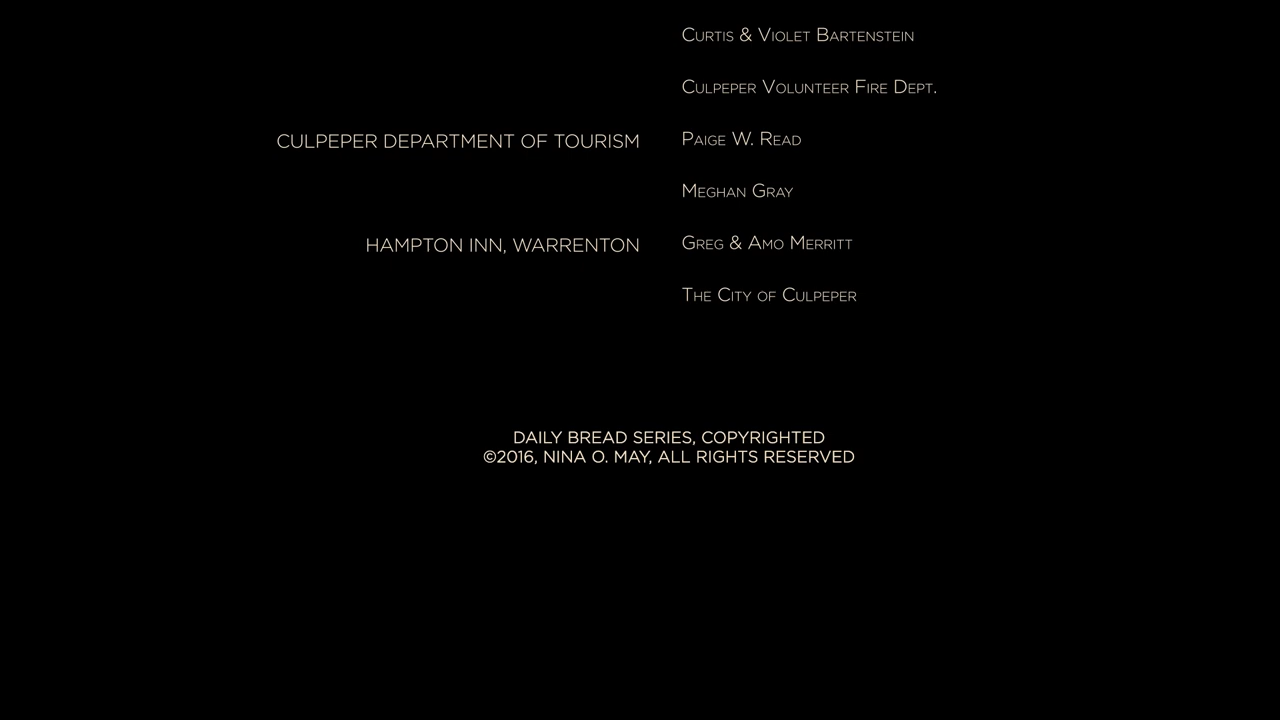 Curtis & Violet Bartenstein
Culpeper Volunteer Fire Dept.
CULPEPER DEPARTMENT OF TOURISM Paige W. Read
Meghan Gray
HAMPTON INN, WARRENTON Greg & Amo Merritt
The City of Culpeper
DAILY BREAD SERIES, COPYRIGHTED
©2016, NINA O. MAY, ALL RIGHTS RESERVED